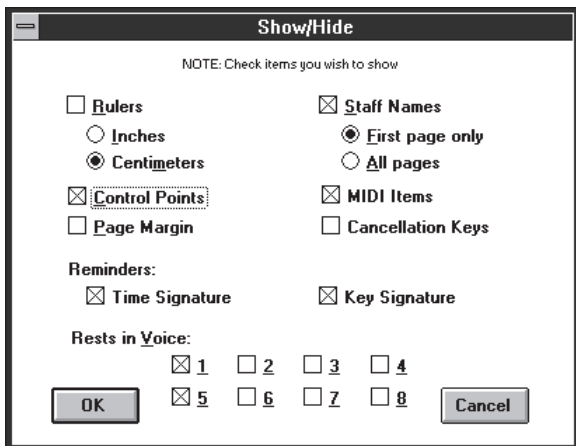 Show/Hide
NOTE: Check items you wish to show
Rulers Staff Names
Inches First page only
Centimeters All pages
Control Points MIDI Items
Page Margin Cancellation Keys
Reminders:
Time Signature Key Signature
Rests in Voice:
1 2 3 4
5 6 7 8
OK Cancel